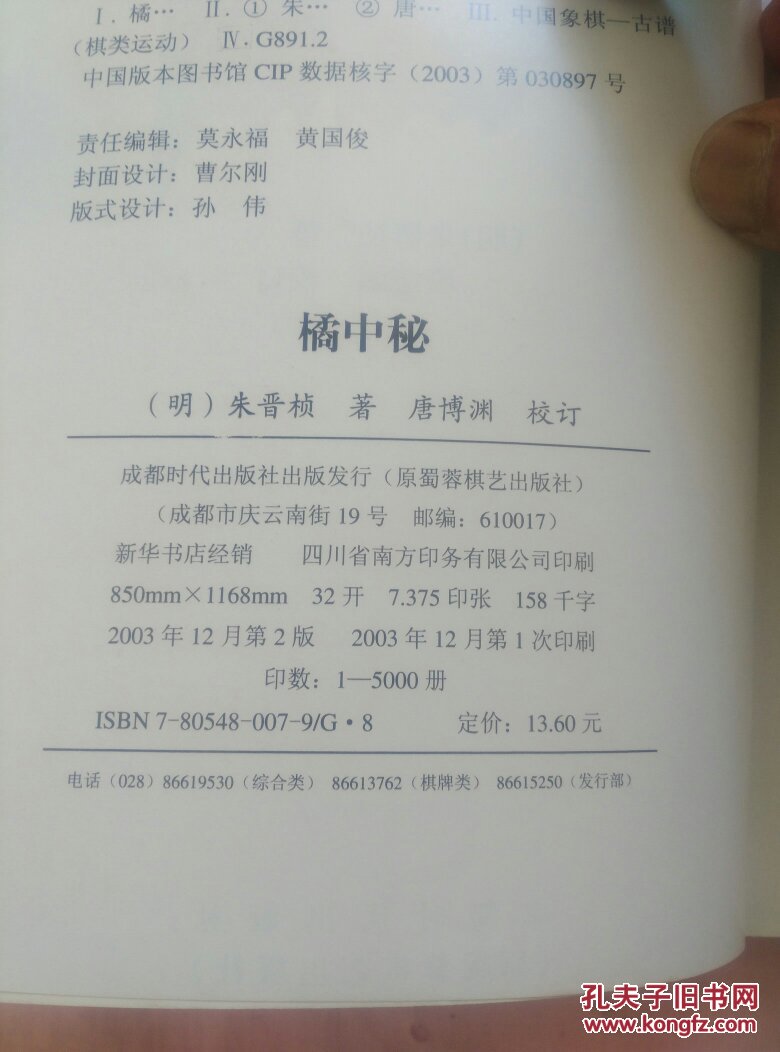 Ⅰ. 橘… Ⅱ. ① 朱… ② 唐… Ⅲ. 中国象棋—古谱
(棋类运动) Ⅳ. G891.2
中国版本图书馆 CIP 数据核字 (2003) 第 030897 号
责任编辑: 莫永福 黄国俊
封面设计: 曹尔刚
版式设计: 孙 伟
橘中秘
(明) 朱晋桢 著 唐博渊 校订
成都时代出版社出版发行 (原蜀蓉棋艺出版社)
(成都市庆云南街 19 号 邮编: 610017)
新华书店经销 四川省南方印务有限公司印刷
850mm×1168mm 32 开 7.375 印张 158 千字
2003 年 12 月第 2 版 2003 年 12 月第 1 次印刷
印数: 1—5000 册
ISBN 7-80548-007-9/G·8 定价: 13.60 元
电话 (028) 86619530 (综合类) 86613762 (棋牌类) 86615250 (发行部)
孔夫子旧书网
www.kongfz.com